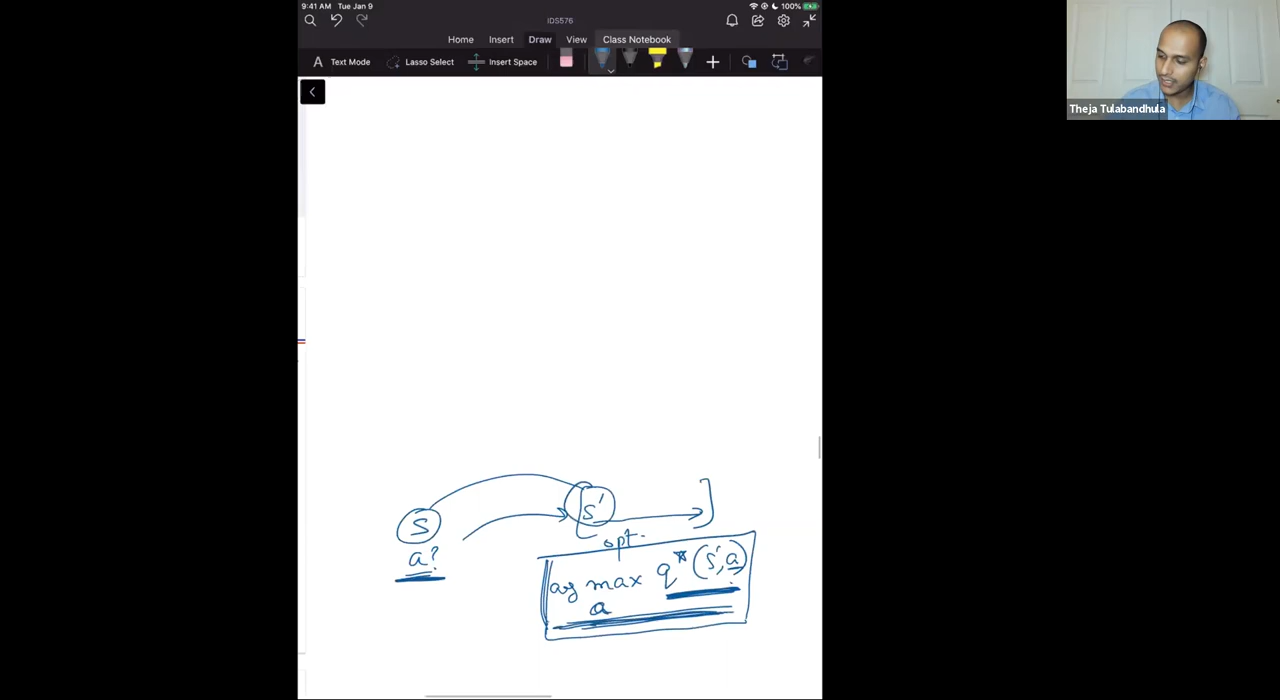 9:41 AM Tue Jan 9
100%
IDS576
Home Insert Draw View Class Notebook
A Text Mode Lasso Select Insert Space
Theja Tulabandhula
S
a?
s'
opt.
arg max q* (s', a)
a